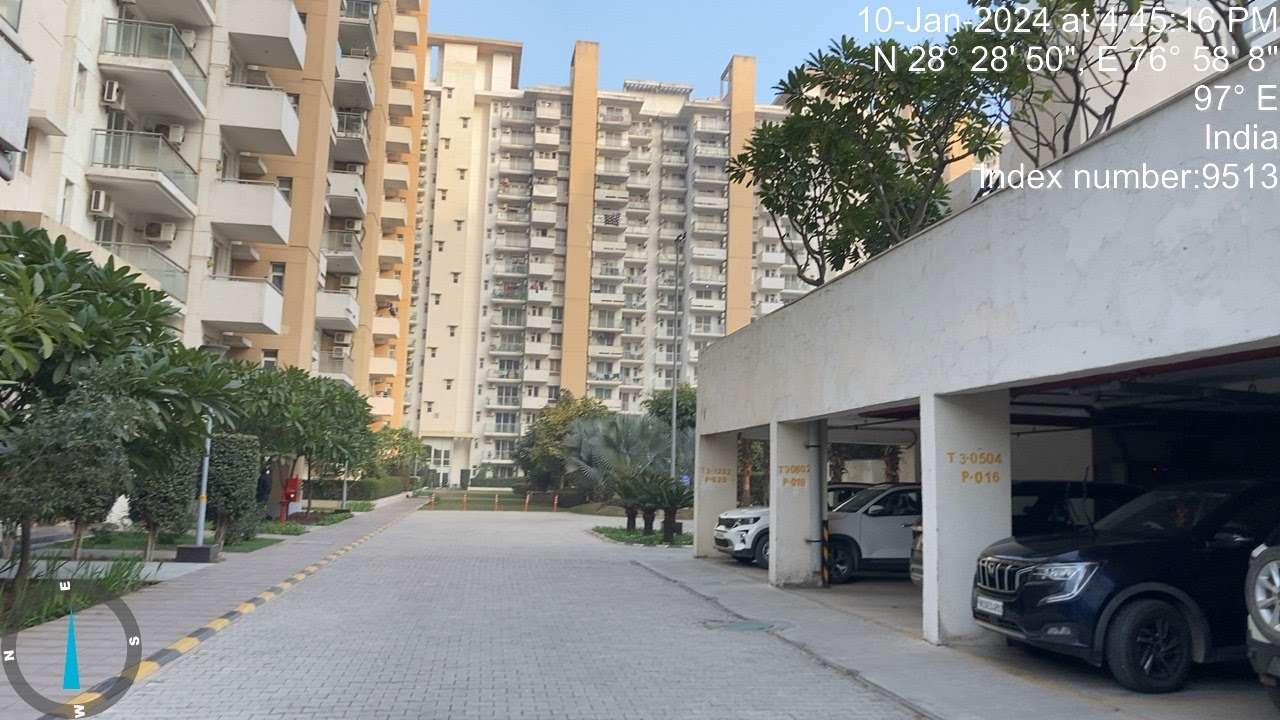 10-Jan-2024 at 4:45:16 PM
N 28° 28' 50", E 76° 58' 8"
97° E
India
Index number:9513
T 3-0504
P-016
T
P-018
E
S
N
W